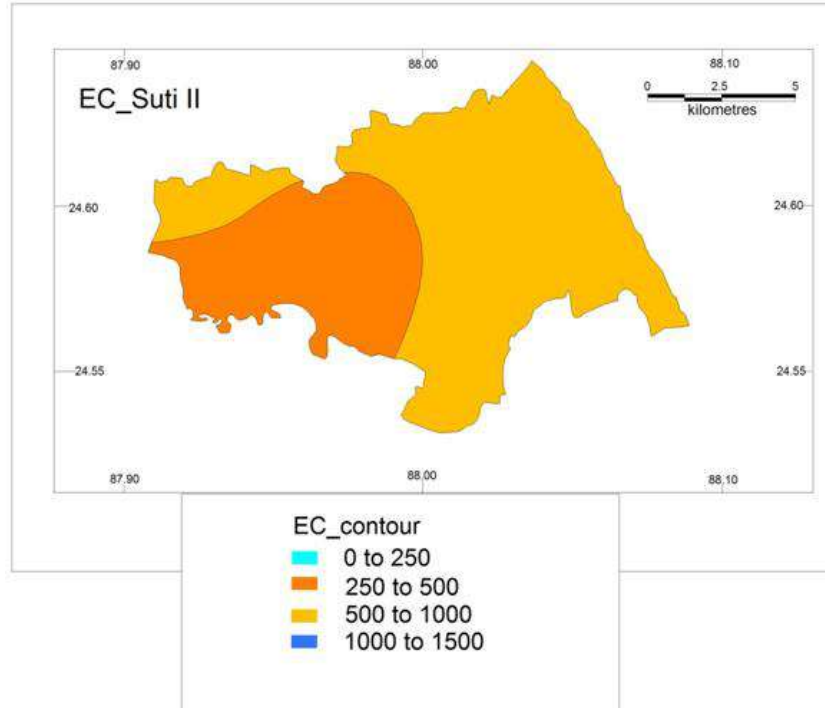 87.90 88.00 88.10
EC_Suti II
0 2.5 5
kilometres
24.60 24.60
24.55 24.55
87.90 88.00 88.10
EC_contour
0 to 250
250 to 500
500 to 1000
1000 to 1500